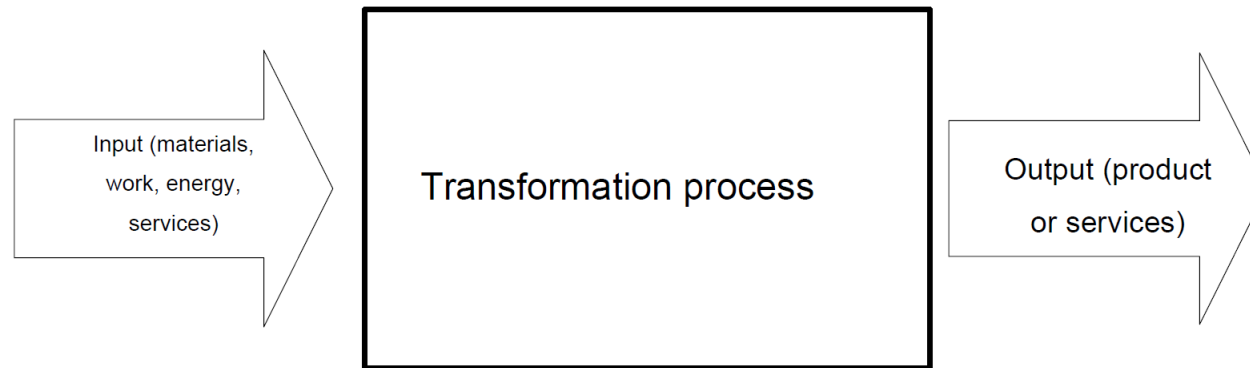 Input (materials,
work, energy,
services)
Transformation process
Output (product
or services)